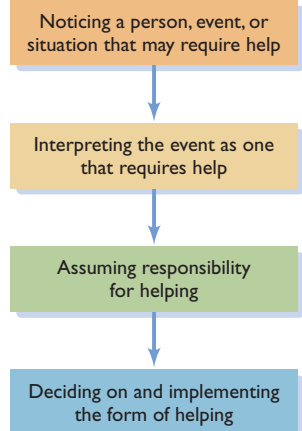 Noticing a person, event, or
situation that may require help
Interpreting the event as one
that requires help
Assuming responsibility
for helping
Deciding on and implementing
the form of helping